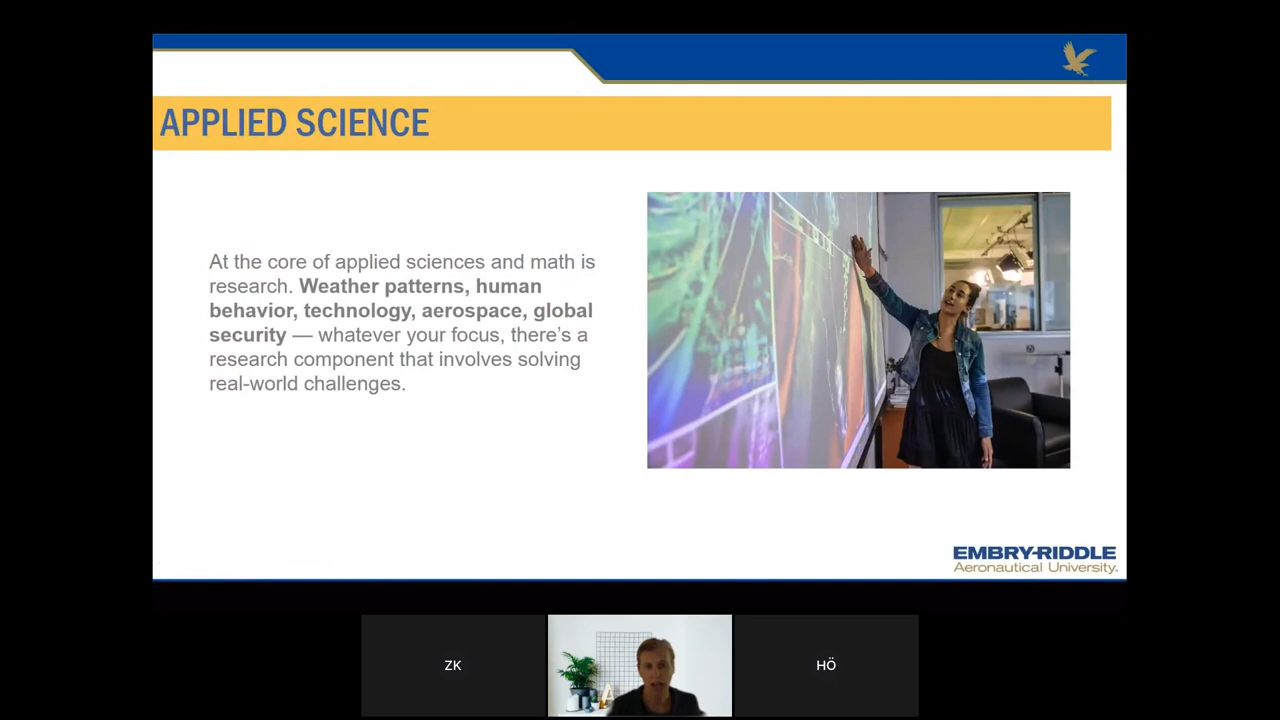 APPLIED SCIENCE
At the core of applied sciences and math is
research. Weather patterns, human
behavior, technology, aerospace, global
security — whatever your focus, there’s a
research component that involves solving
real-world challenges.
EMBRY-RIDDLE
Aeronautical University.
ZK
HÖ